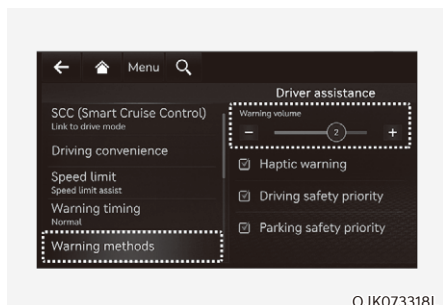 Menu
Driver assistance
SCC (Smart Cruise Control)
Link to drive mode
Driving convenience
Speed limit
Speed limit assist
Warning timing
Normal
Warning methods
Warning volume
− 2 +
Haptic warning
Driving safety priority
Parking safety priority
OJK073318L